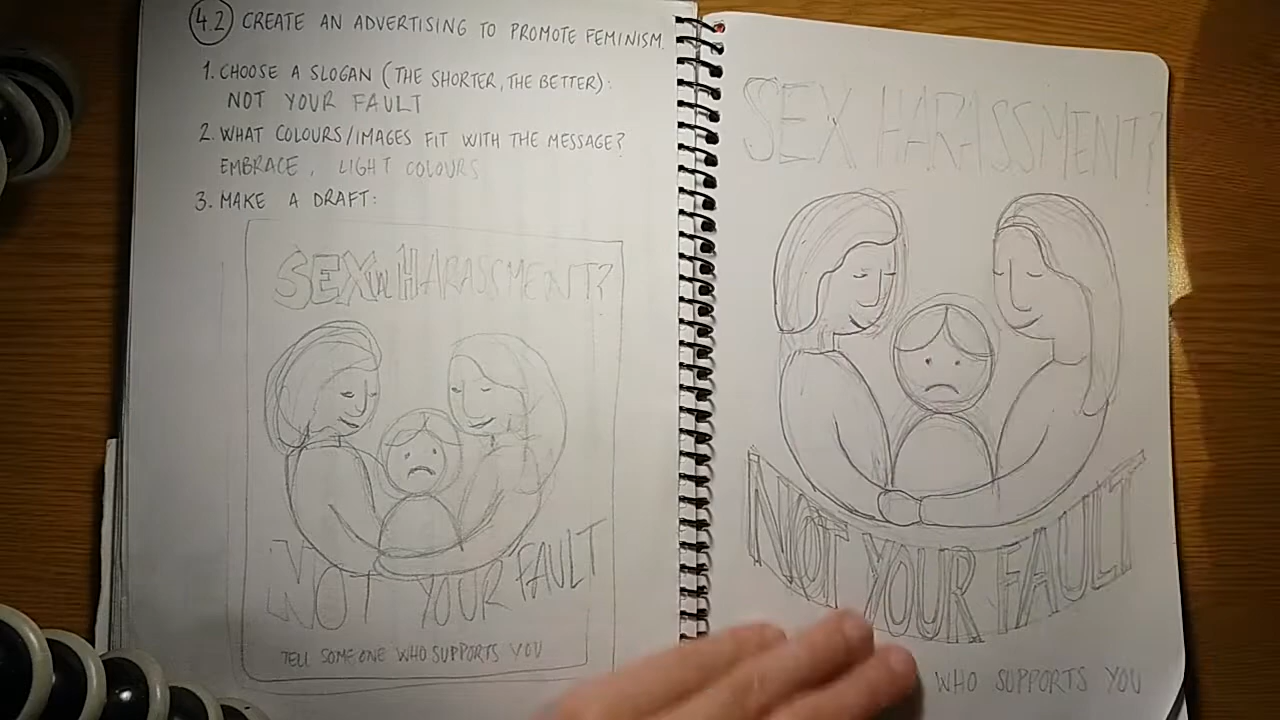 4.2 CREATE AN ADVERTISING TO PROMOTE FEMINISM.
1. CHOOSE A SLOGAN (THE SHORTER, THE BETTER):
NOT YOUR FAULT
2. WHAT COLOURS/IMAGES FIT WITH THE MESSAGE?
EMBRACE, LIGHT COLOURS
3. MAKE A DRAFT:
SEX HARASSMENT?
NOT YOUR FAULT
TELL SOMEONE WHO SUPPORTS YOU
SEX HARASSMENT?
NOT YOUR FAULT
WHO SUPPORTS YOU